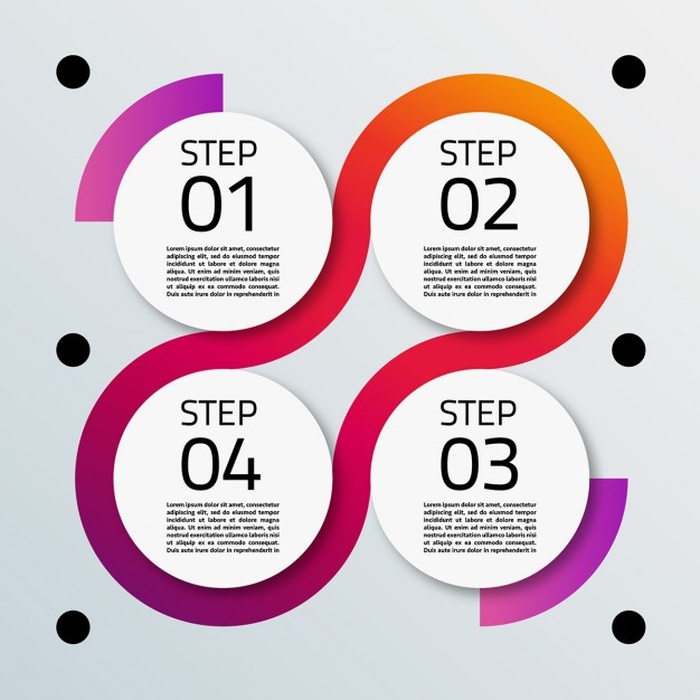 STEP
01
Lorem ipsum dolor sit amet, consectetur
adipiscing elit, sed do eiusmod tempor
incididunt ut labore et dolore magna
aliqua. Ut enim ad minim veniam, quis
nostrud exercitation ullamco laboris nisi
ut aliquip ex ea commodo consequat.
Duis aute irure dolor in reprehenderit in
STEP
02
Lorem ipsum dolor sit amet, consectetur
adipiscing elit, sed do eiusmod tempor
incididunt ut labore et dolore magna
aliqua. Ut enim ad minim veniam, quis
nostrud exercitation ullamco laboris nisi
ut aliquip ex ea commodo consequat.
Duis aute irure dolor in reprehenderit in
STEP
03
Lorem ipsum dolor sit amet, consectetur
adipiscing elit, sed do eiusmod tempor
incididunt ut labore et dolore magna
aliqua. Ut enim ad minim veniam, quis
nostrud exercitation ullamco laboris nisi
ut aliquip ex ea commodo consequat.
Duis aute irure dolor in reprehenderit in
STEP
04
Lorem ipsum dolor sit amet, consectetur
adipiscing elit, sed do eiusmod tempor
incididunt ut labore et dolore magna
aliqua. Ut enim ad minim veniam, quis
nostrud exercitation ullamco laboris nisi
ut aliquip ex ea commodo consequat.
Duis aute irure dolor in reprehenderit in